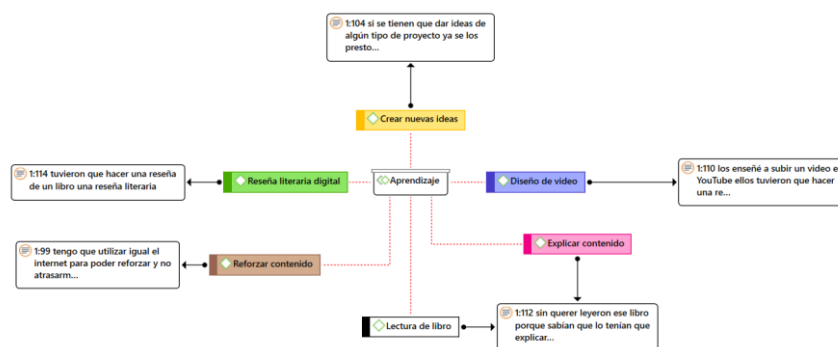 1:104 si se tienen que dar ideas de
algún tipo de proyecto ya se los
presto...
Crear nuevas ideas
1:114 tuvieron que hacer una reseña
de un libro una reseña literaria
Reseña literaria digital
Aprendizaje
Diseño de video
1:110 los enseñé a subir un video e
YouTube ellos tuvieron que hacer
una re...
Explicar contenido
1:99 tengo que utilizar igual el
internet para poder reforzar y no
atrasarm...
Reforzar contenido
Lectura de libro
1:112 sin querer leyeron ese libro
porque sabían que lo tenían que
explicar...